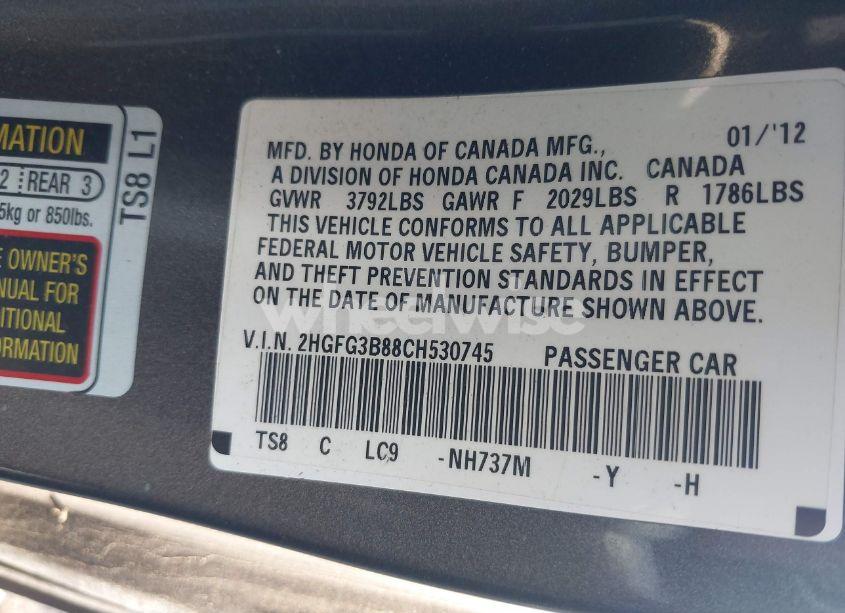 MATION
2 REAR 3
5kg or 850lbs.
E OWNER'S
NUAL FOR
DITIONAL
FORMATION
TS8 L1
MFD. BY HONDA OF CANADA MFG., 01/'12
A DIVISION OF HONDA CANADA INC. CANADA
GVWR 3792LBS GAWR F 2029LBS R 1786LBS
THIS VEHICLE CONFORMS TO ALL APPLICABLE
FEDERAL MOTOR VEHICLE SAFETY, BUMPER,
AND THEFT PREVENTION STANDARDS IN EFFECT
ON THE DATE OF MANUFACTURE SHOWN ABOVE.
wheelwise
V.I.N. 2HGFG3B88CH530745 PASSENGER CAR
TS8 C LC9 -NH737M -Y -H